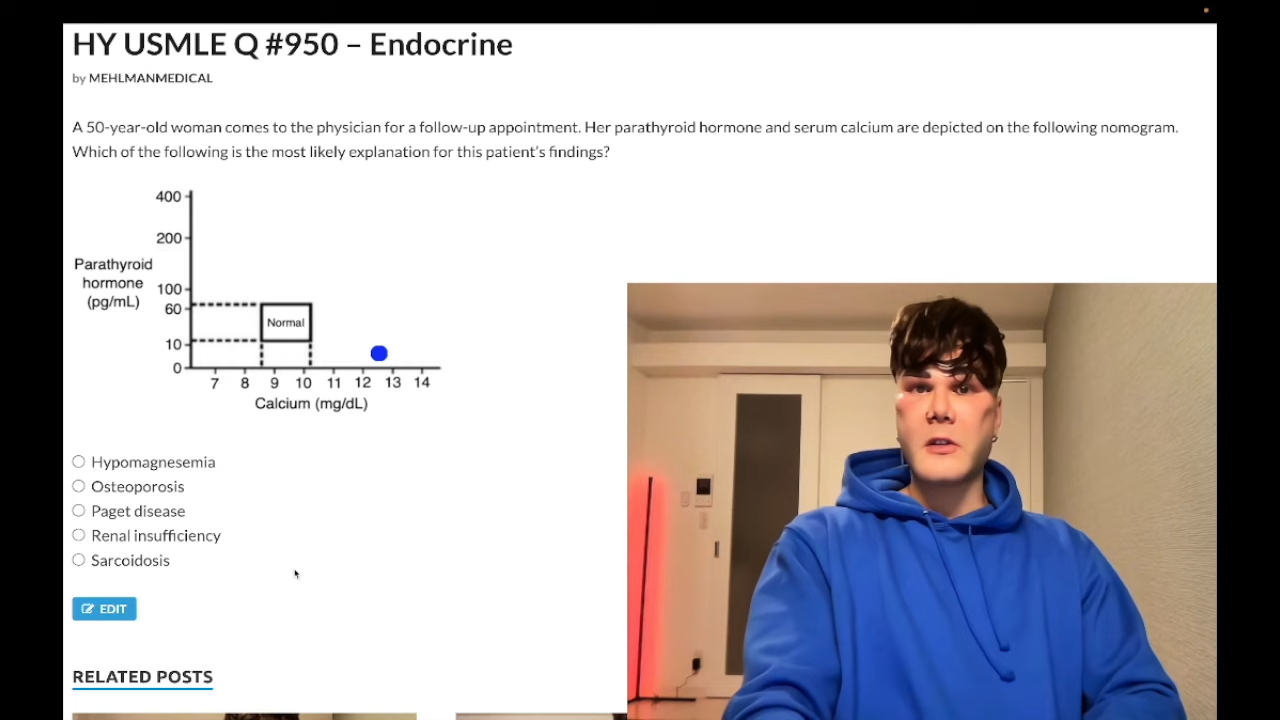 HY USMLE Q #950 – Endocrine
by MEHLMANMEDICAL
A 50-year-old woman comes to the physician for a follow-up appointment. Her parathyroid hormone and serum calcium are depicted on the following nomogram.
Which of the following is the most likely explanation for this patient's findings?
400
200
Parathyroid
hormone
(pg/mL)
100
60
10
0
Normal
7 8 9 10 11 12 13 14
Calcium (mg/dL)
Hypomagnesemia
Osteoporosis
Paget disease
Renal insufficiency
Sarcoidosis
EDIT
RELATED POSTS